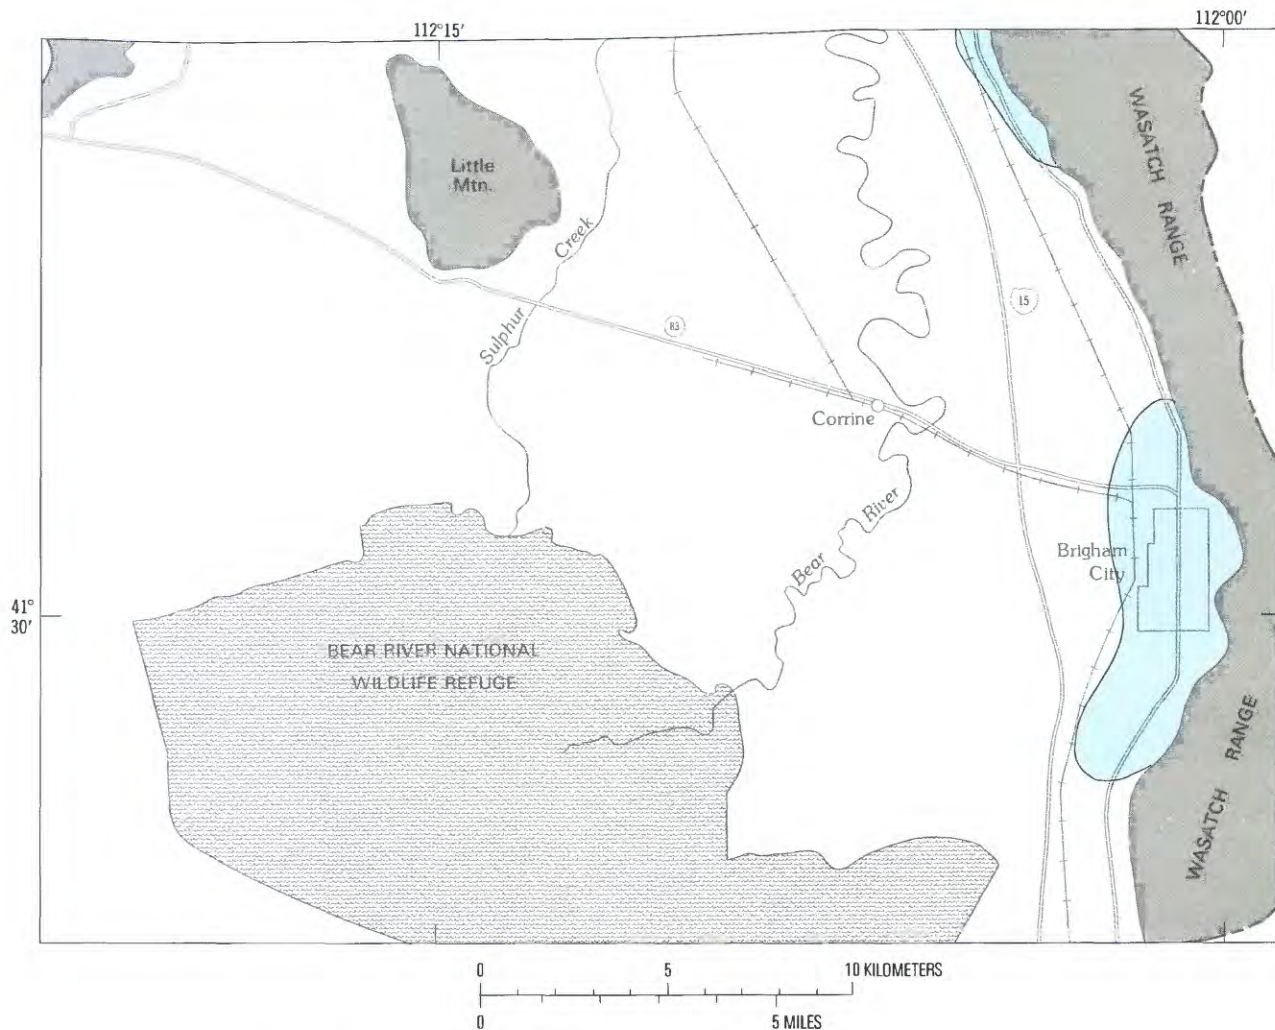 112°15′
112°00′
Little
Mtn.
WASATCH RANGE
Creek
Sulphur
83
15
Corrine
Bear River
Brigham
City
41°
30′
BEAR RIVER NATIONAL
WILDLIFE REFUGE
WASATCH RANGE
0 5 10 KILOMETERS
0 5 MILES